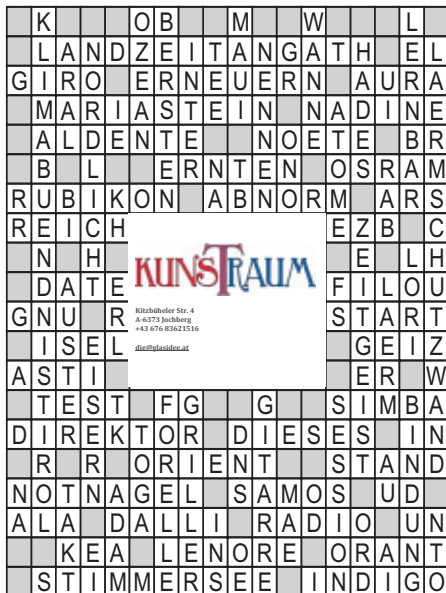 K OB M W L
LANDZEITANGATH EL
GIRO ERNEUERN AURA
MARIASTEIN NADINE
ALDENTE NOETE BR
B L ERNTEN OSRAM
RUBIKON ABNORM ARS
REICH EZB C
N H E LH
DATE FILOU
GNU R START
ISEL GEIZ
ASTI ER W
KUNSTRAUM
Kitzbüheler Str. 4
A-6373 Jochberg
+43 676 83621516
die@glasidee.at
TEST FG G SIMBA
DIREKTOR DIESES IN
R R ORIENT STAND
NOTNAGEL SAMOS UD
ALA DALLI RADIO UN
KEA LENORE ORANT
STIMMERSEE INDIGO